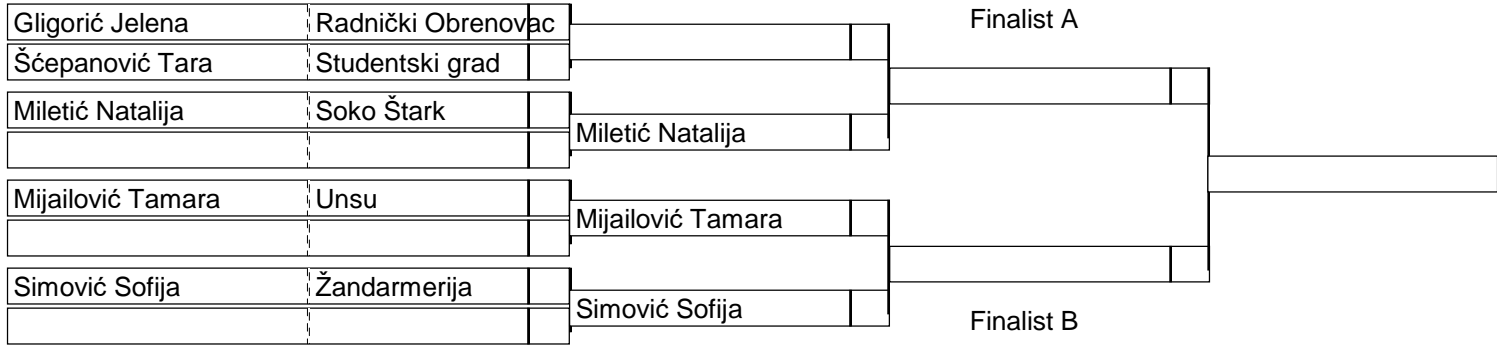 Gligorić Jelena Radnički Obrenovac
Šćepanović Tara Studentski grad
Miletić Natalija Soko Štark
Mijailović Tamara Unsu
Simović Sofija Žandarmerija
Miletić Natalija
Mijailović Tamara
Simović Sofija
Finalist A
Finalist B